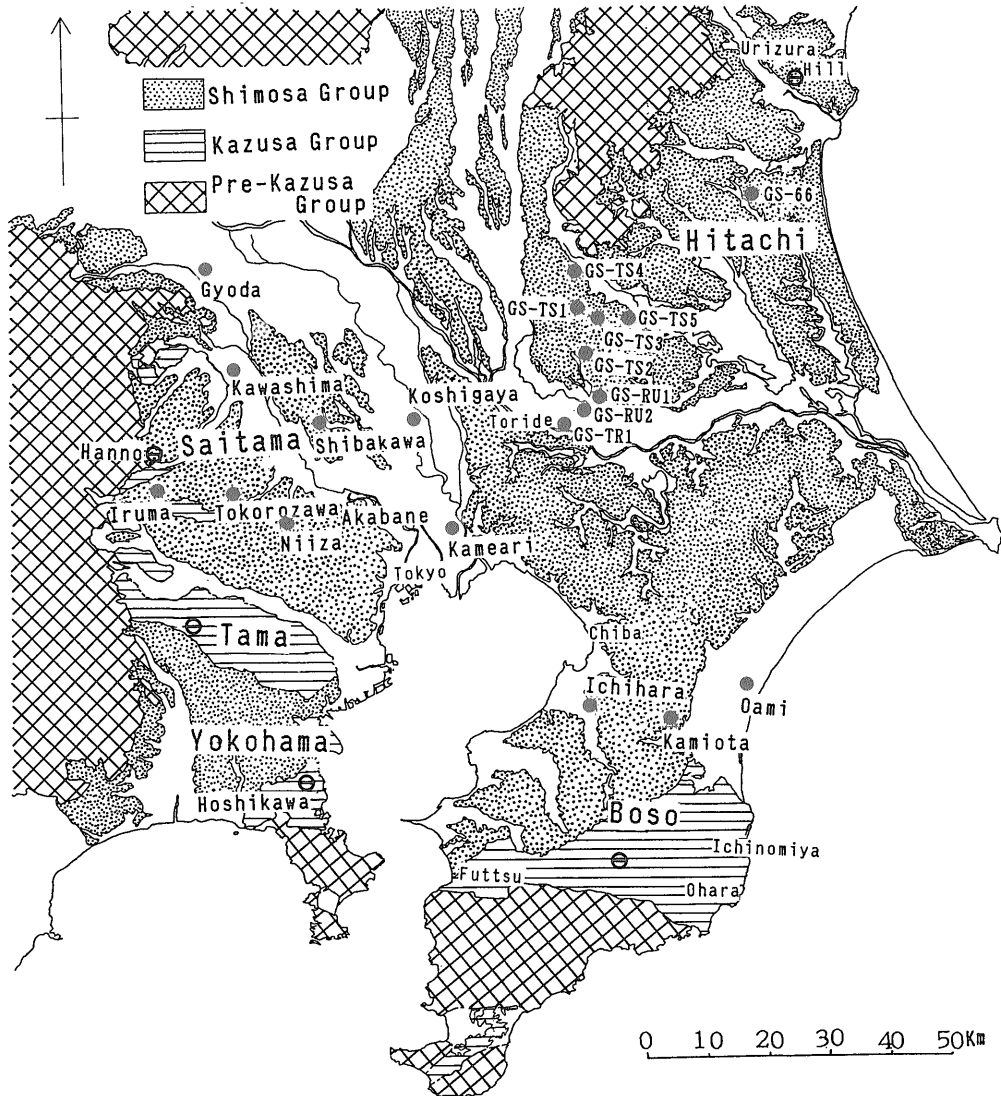 Urizura
Hill
Shimosa Group
Kazusa Group
Pre-Kazusa
Group
GS-66
Hitachi
Gyoda
GS-TS4
GS-TS1
GS-TS5
GS-TS3
GS-TS2
Kawashima
Koshigaya
GS-RU1
GS-RU2
Toride
GS-TR1
Saitama
Shibakawa
Hanno
Iruma
Tokorozawa
Akabane
Niiza
Kameari
Tokyo
Tama
Chiba
Ichihara
Oami
Kamiota
Yokohama
Hoshikawa
Boso
Ichinomiya
Futtsu
Ohara
0 10 20 30 40 50Km